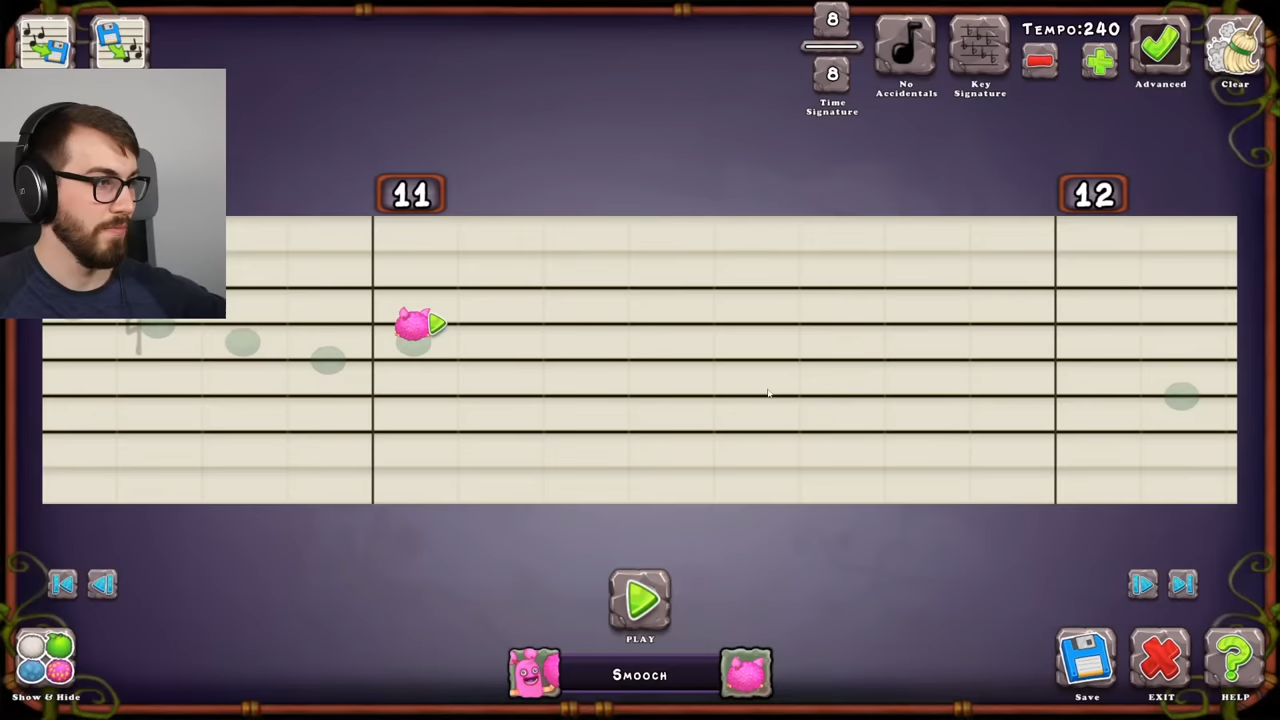 8
8
Time
Signature
No
Accidentals
Key
Signature
Tempo:240
Advanced
Clear
11
12
4
PLAY
Smooch
Show & Hide
Save
EXIT
HELP